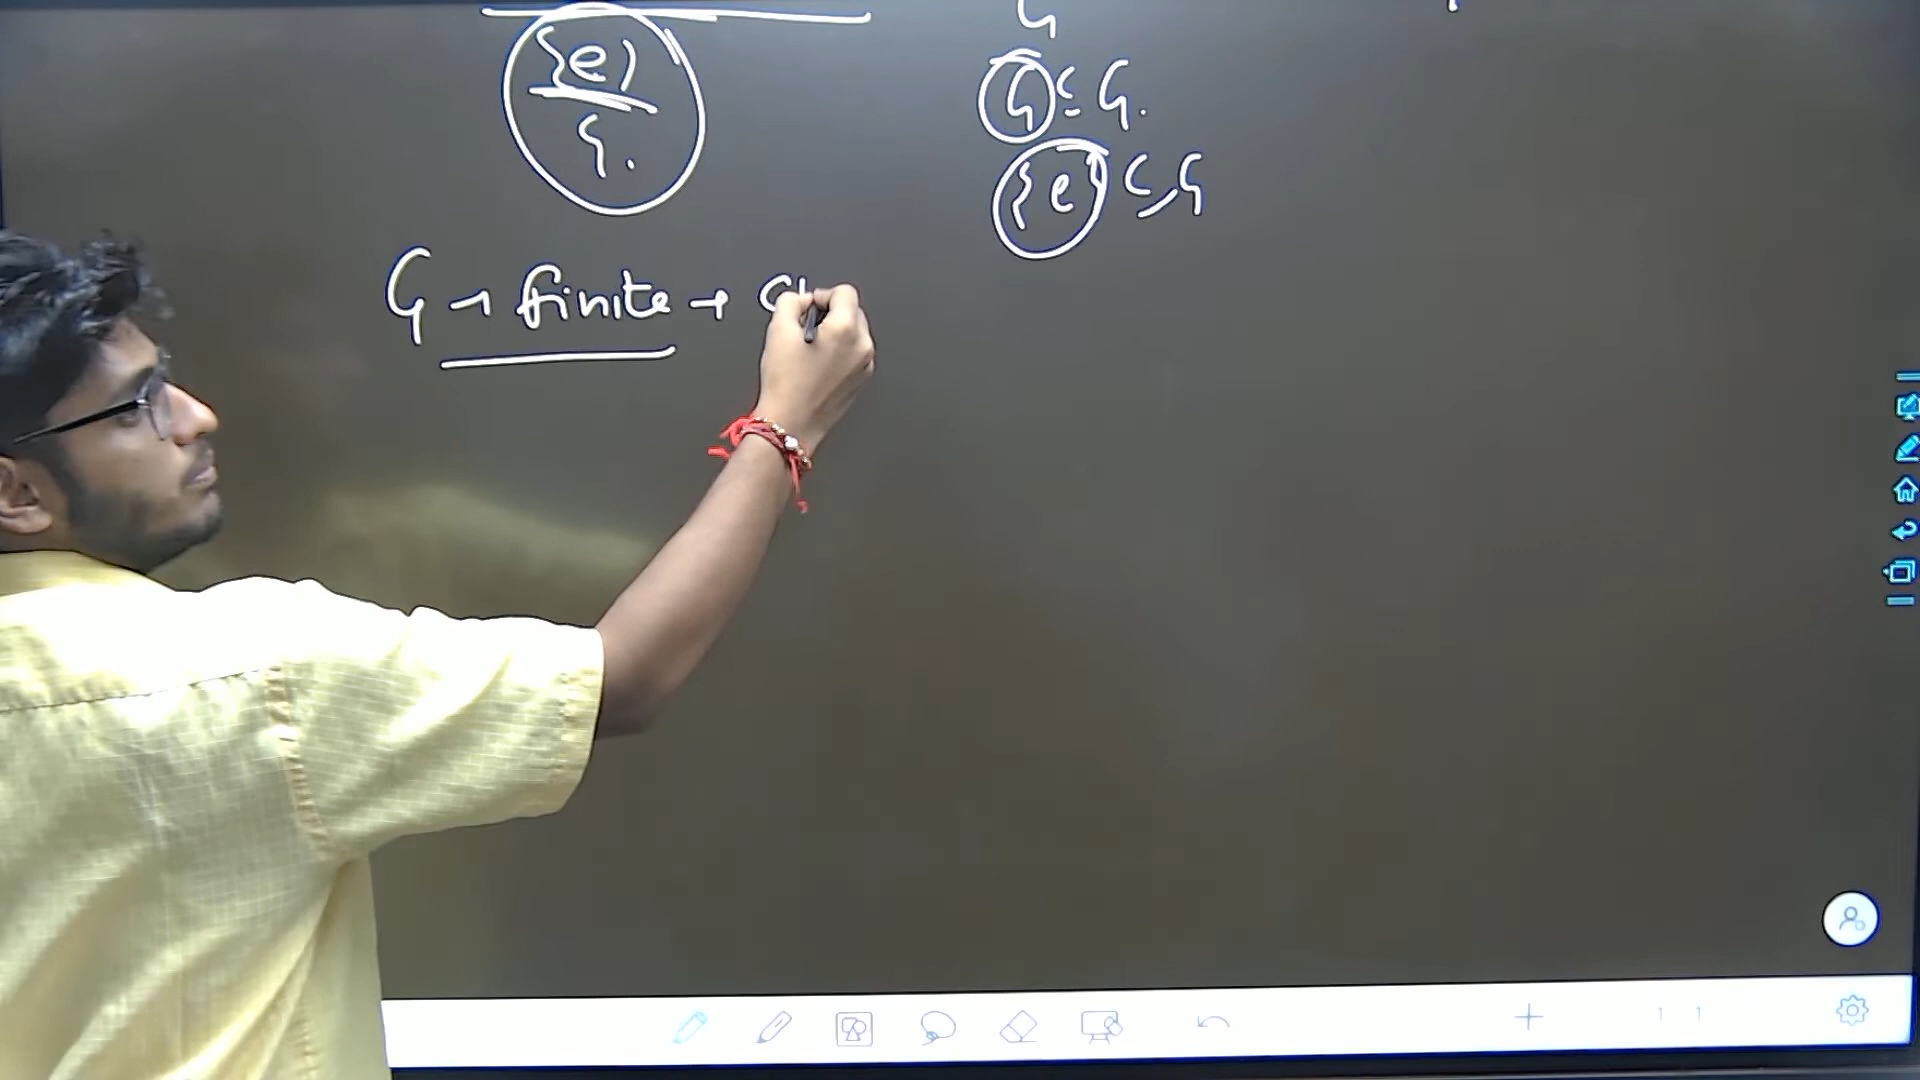 {e}
G.
G
G ⊆ G.
{e} ⊆ G
G → finite →